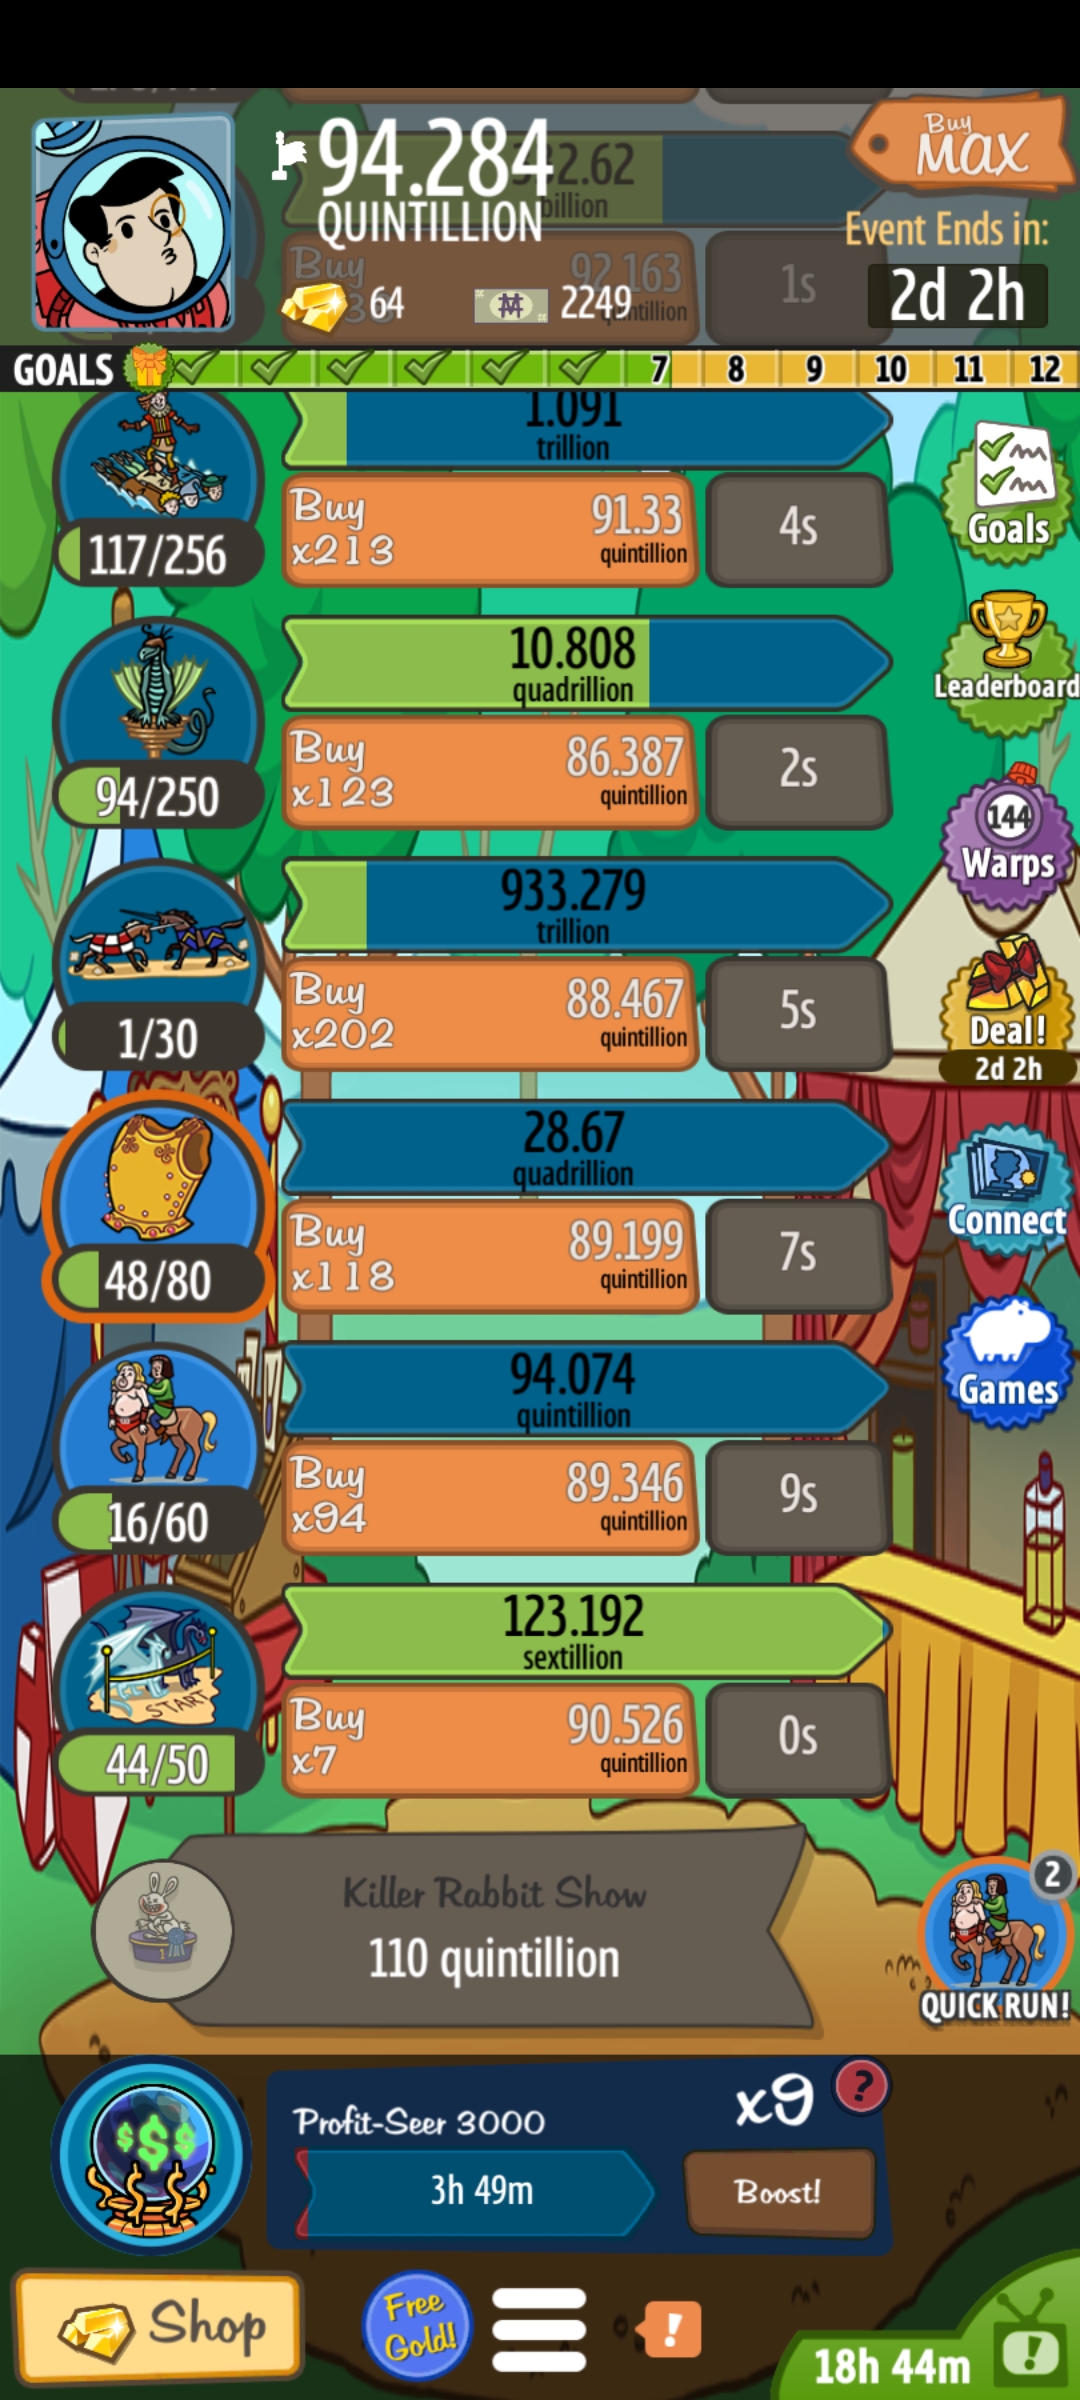 94.284
QUINTILLION
Buy
MAX
Event Ends in:
2d 2h
64
2249
billion
Buy
92.163
1s
GOALS
7
8
9
10
11
12
1.091
trillion
117/256
Buy
x213
91.33
quintillion
4s
Goals
10.808
quadrillion
94/250
Buy
x123
86.387
quintillion
2s
Leaderboard
144
Warps
933.279
trillion
1/30
Buy
x202
88.467
quintillion
5s
Deal!
2d 2h
28.67
quadrillion
48/80
Buy
x118
89.199
quintillion
7s
Connect
94.074
quintillion
16/60
Buy
x94
89.346
quintillion
9s
Games
123.192
sextillion
START
44/50
Buy
x7
90.526
quintillion
0s
Killer Rabbit Show
110 quintillion
1
2
QUICK RUN!
$$$
Profit-Seer 3000
3h 49m
x9
?
Boost!
Shop
Free
Gold!
!
18h 44m
!